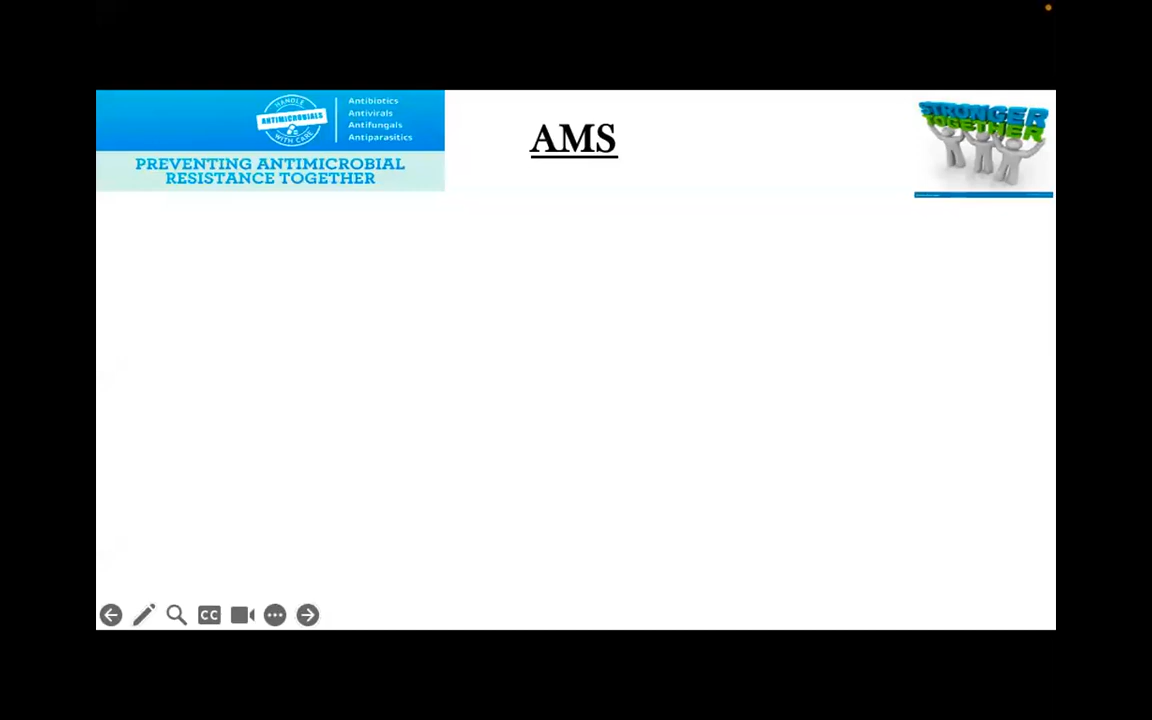 HANDLE
ANTIMICROBIALS
WITH CARE
Antibiotics
Antivirals
Antifungals
Antiparasitics
PREVENTING ANTIMICROBIAL
RESISTANCE TOGETHER
AMS
STRONGER
TOGETHER
CC